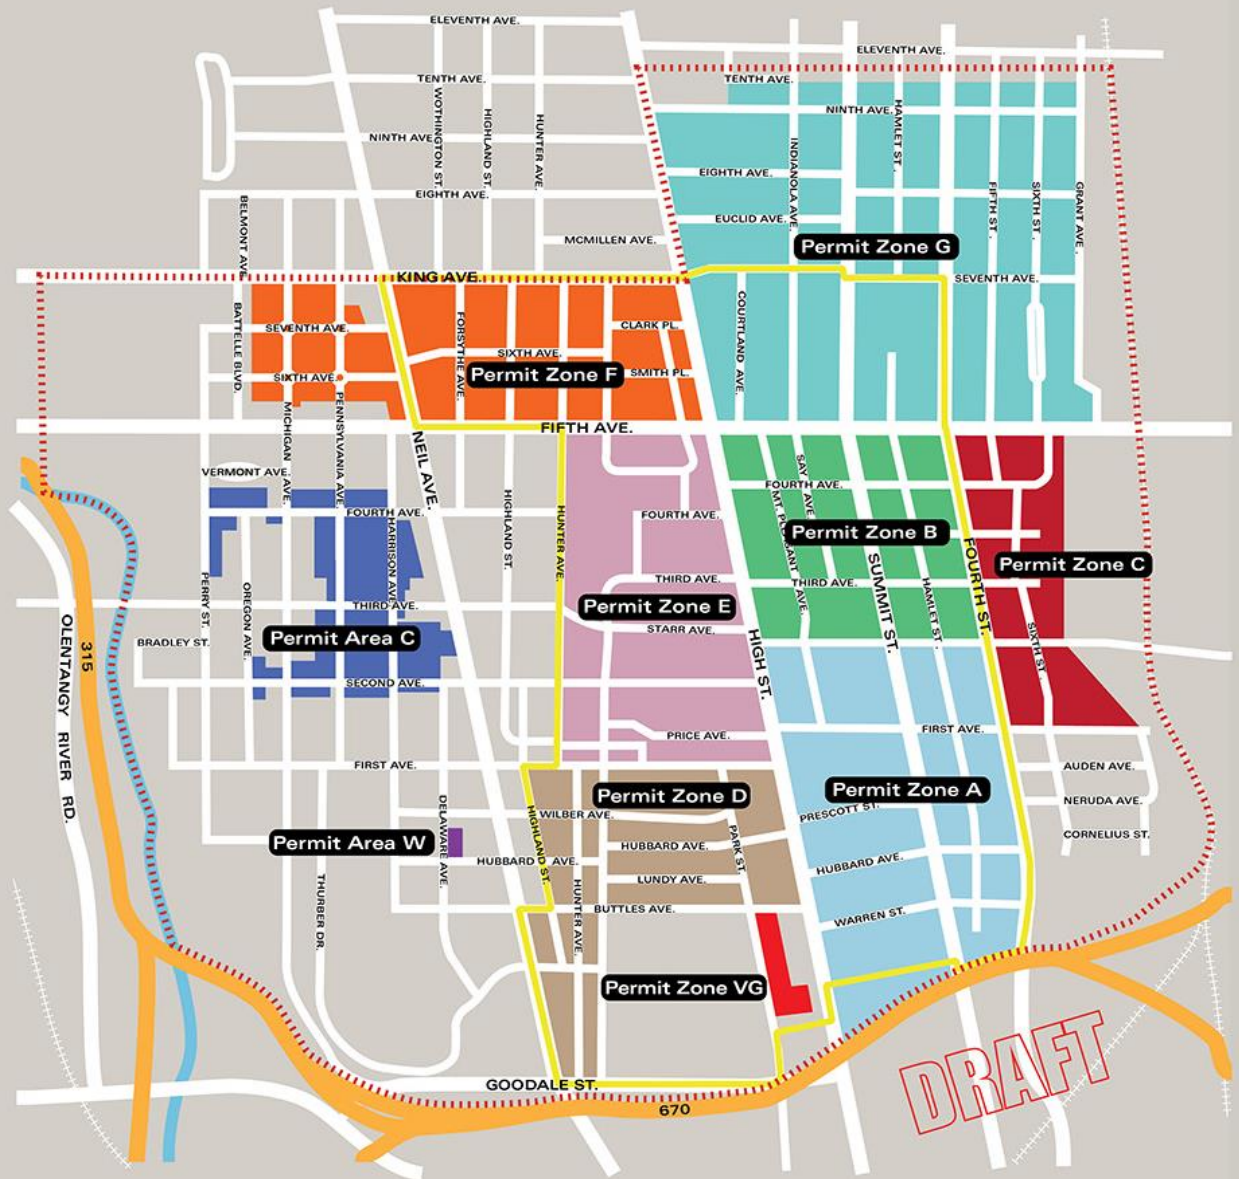 ELEVENTH AVE.
ELEVENTH AVE.
TENTH AVE.
TENTH AVE.
WOTHINGTON ST.
HIGHLAND ST.
HUNTER AVE.
NINTH AVE.
HAMLET ST.
NINTH AVE.
INDIANOLA AVE.
EIGHTH AVE.
EIGHTH AVE.
FIFTH ST.
SIXTH ST.
GRANT AVE.
BELMONT AVE.
EUCLID AVE.
MCMILLEN AVE.
Permit Zone G
KING AVE.
SEVENTH AVE.
COURTLAND AVE.
BATTELLE BLVD.
SEVENTH AVE.
FORSYTHE AVE.
CLARK PL.
SIXTH AVE.
SIXTH AVE.
Permit Zone F
SMITH PL.
MICHIGAN AVE.
PENNSYLVANIA AVE.
FIFTH AVE.
NEIL AVE.
VERMONT AVE.
SAY AVE.
FOURTH AVE.
MT. PLEASANT AVE.
HIGHLAND ST.
HUNTER AVE.
FOURTH AVE.
FOURTH AVE.
HARRISON AVE.
Permit Zone B
FOURTH ST.
SUMMIT ST.
Permit Zone C
PERRY ST.
OREGON AVE.
THIRD AVE.
THIRD AVE.
HAMLET ST.
THIRD AVE.
Permit Zone E
OLENTANGY RIVER RD.
315
BRADLEY ST.
Permit Area C
STARR AVE.
HIGH ST.
SIXTH ST.
SECOND AVE.
PRICE AVE.
FIRST AVE.
FIRST AVE.
AUDEN AVE.
Permit Zone D
Permit Zone A
NERUDA AVE.
DELAWARE AVE.
HIGHLAND ST.
WILBER AVE.
PRESCOTT ST.
PARK ST.
CORNELIUS ST.
Permit Area W
HUBBARD AVE.
HUBBARD AVE.
HUBBARD AVE.
THURBER DR.
HUNTER AVE.
LUNDY AVE.
BUTTLES AVE.
WARREN ST.
Permit Zone VG
DRAFT
GOODALE ST.
670